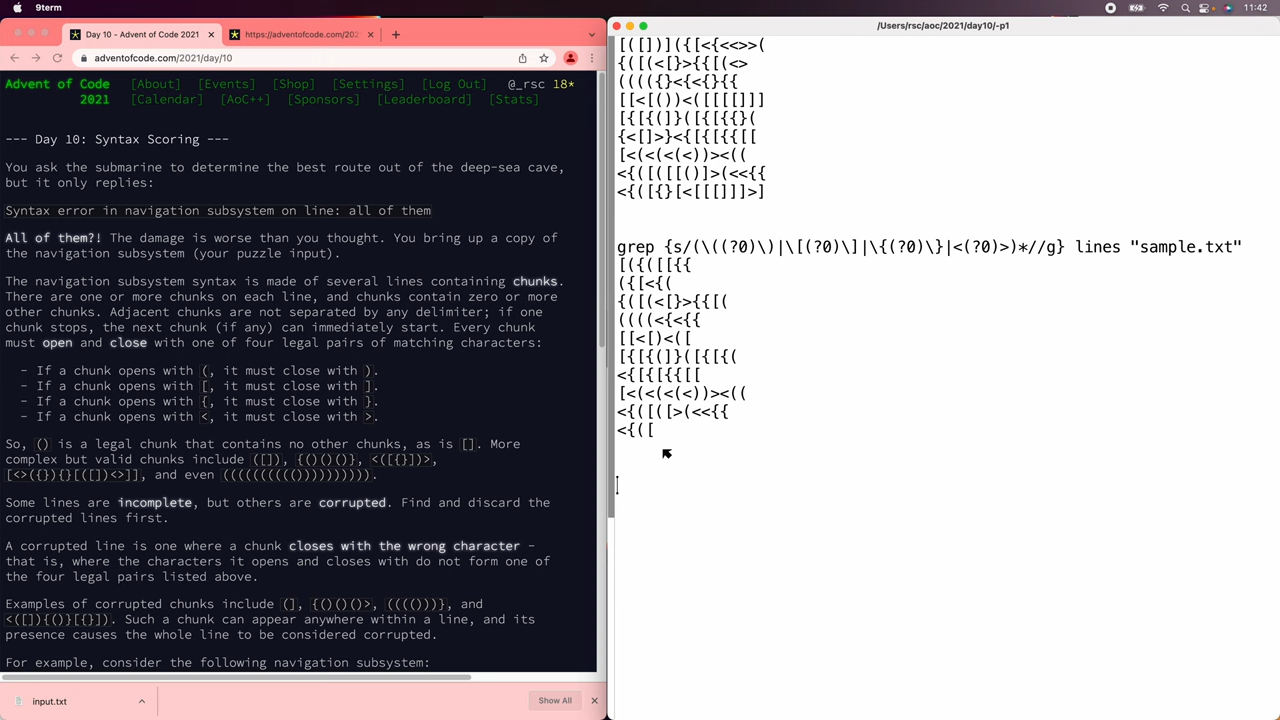 9term
11:42
Day 10 - Advent of Code 2021
https://adventofcode.com/202
adventofcode.com/2021/day/10
Advent of Code [About] [Events] [Shop] [Settings] [Log Out] @_rsc 18*
2021 [Calendar] [AoC++] [Sponsors] [Leaderboard] [Stats]
--- Day 10: Syntax Scoring ---
You ask the submarine to determine the best route out of the deep-sea cave,
but it only replies:
Syntax error in navigation subsystem on line: all of them
All of them?! The damage is worse than you thought. You bring up a copy of
the navigation subsystem (your puzzle input).
The navigation subsystem syntax is made of several lines containing chunks.
There are one or more chunks on each line, and chunks contain zero or more
other chunks. Adjacent chunks are not separated by any delimiter; if one
chunk stops, the next chunk (if any) can immediately start. Every chunk
must open and close with one of four legal pairs of matching characters:
- If a chunk opens with (, it must close with ).
- If a chunk opens with [, it must close with ].
- If a chunk opens with {, it must close with }.
- If a chunk opens with <, it must close with >.
So, () is a legal chunk that contains no other chunks, as is []. More
complex but valid chunks include ([]), {()()()}, <([{}])>,
[<>({}){}[([])<>]], and even (((((((((()))))))))).
Some lines are incomplete, but others are corrupted. Find and discard the
corrupted lines first.
A corrupted line is one where a chunk closes with the wrong character -
that is, where the characters it opens and closes with do not form one of
the four legal pairs listed above.
Examples of corrupted chunks include (], {()()()>, (((()))}, and
<([]){()}[{}]). Such a chunk can appear anywhere within a line, and its
presence causes the whole line to be considered corrupted.
For example, consider the following navigation subsystem:
input.txt
Show All
/Users/rsc/aoc/2021/day10/-p1
[([])]({[<{<<>>(
{([(<[}>{{[(<>
(((({}<{<{}{{
[[<[())<([[[[]]]
[{[{(]}([{[{{}(
{<[]>}<{[{[{[[
[<(<(<(<))><((
<{([([[()]>(<<{{
<{([{}[<[[[]]]>]
grep {s/(\((?0)\)|\[(?0)\]|\{(?0)\}|<(?0)>)*//g} lines "sample.txt"
[({([[{{
({[<{(
{([(<[}>{{[(
((((<{<{{
[[<[)<([
[{[{(]}([{[{(
<{[{[{{[[
[<(<(<(<))><((
<{([([>(<<{{
<{([